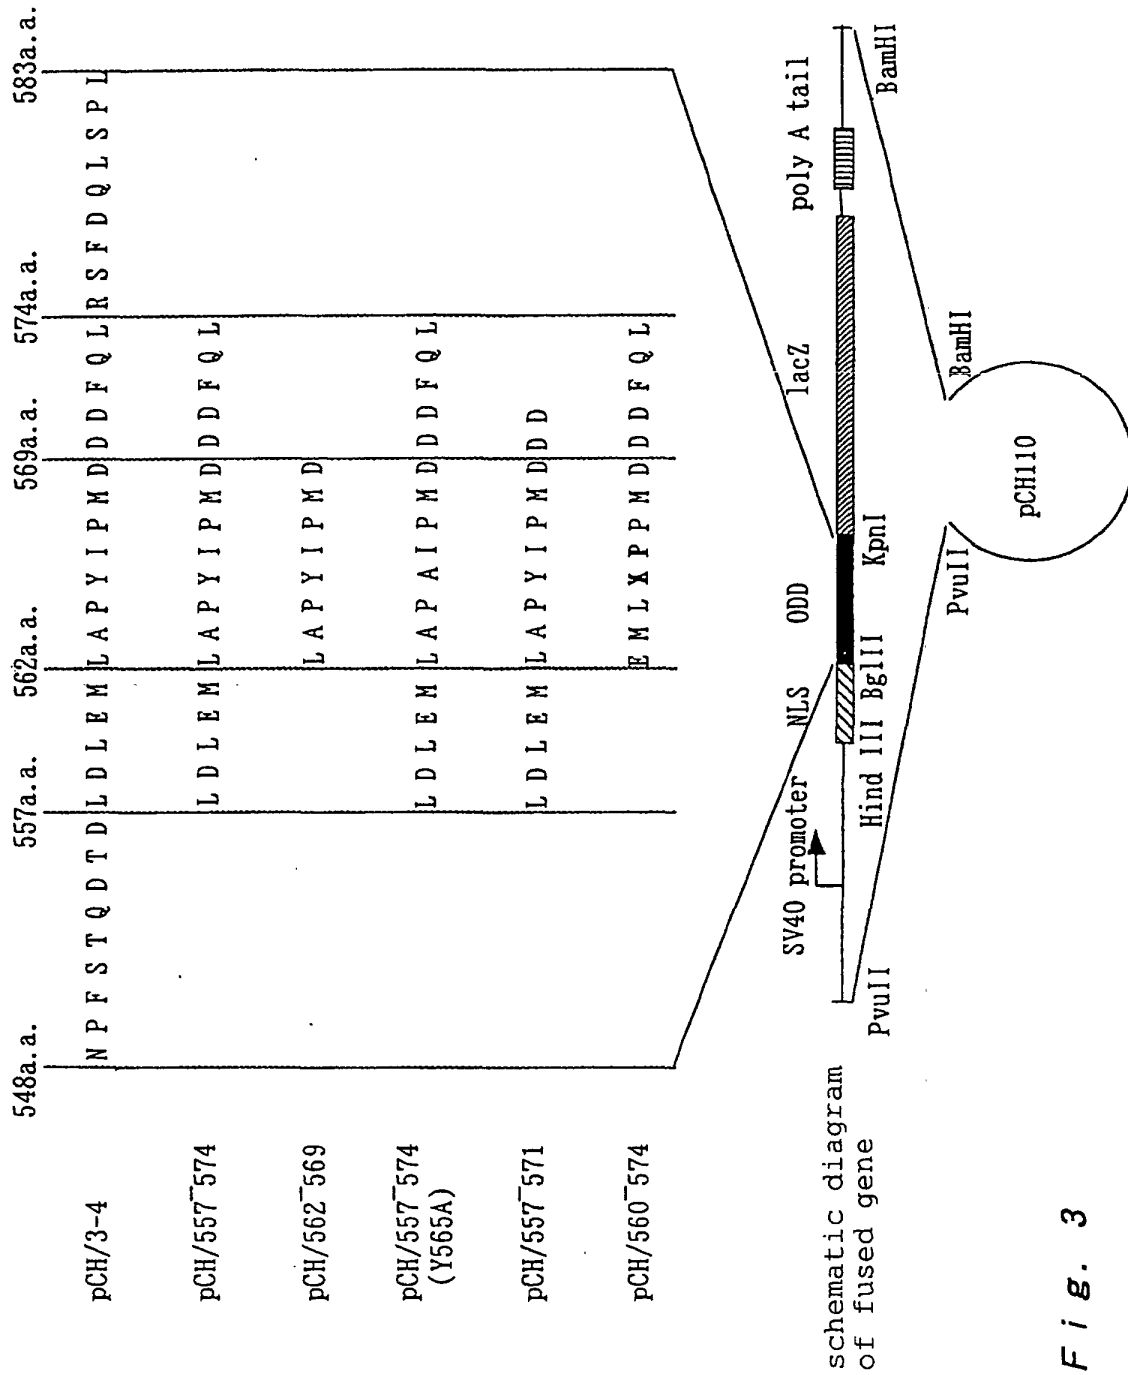 548a.a. 557a.a. 562a.a. 569a.a. 574a.a. 583a.a.
pCH/3-4 N P F S T Q D T D L D L E M L A P Y I P M D D D F Q L R S F D Q L S P L
pCH/557‾574 L D L E M L A P Y I P M D D D F Q L
pCH/562‾569 L A P Y I P M D
pCH/557‾574 L D L E M L A P A I P M D D D F Q L
(Y565A)
pCH/557‾571 L D L E M L A P Y I P M D D D
pCH/560‾574 E M L X P P M D D D F Q L
SV40 promoter NLS ODD lacZ poly A tail
schematic diagram
of fused gene
PvuII Hind III BglII KpnI BamHI
PvuII BamHI
pCH110
Fig. 3